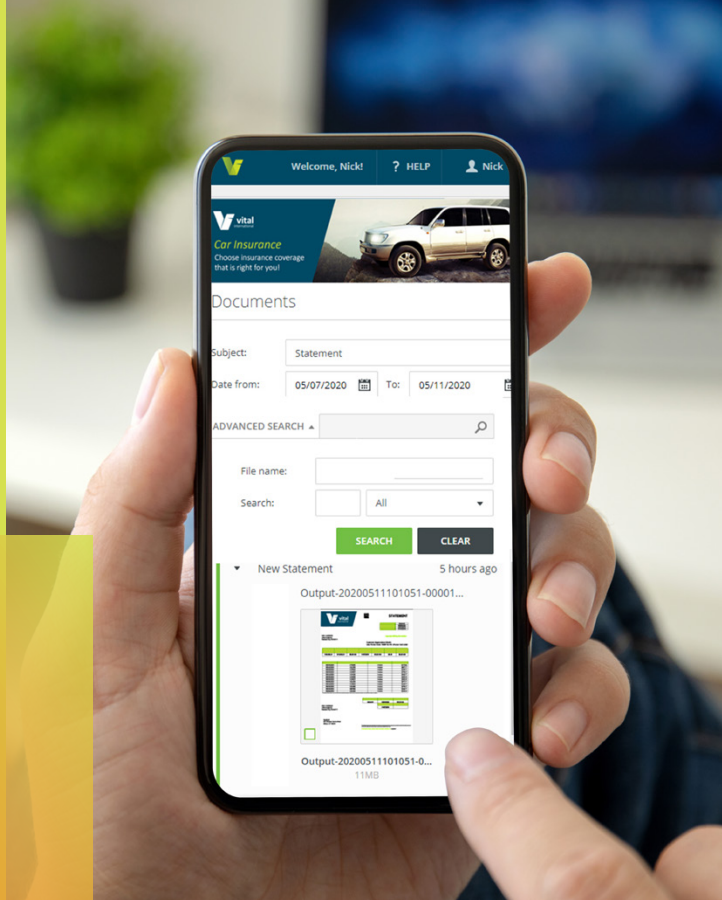 Welcome, Nick!
? HELP
Nick
vital
Car Insurance
Choose insurance coverage
that is right for you!
Documents
Subject:
Statement
Date from:
05/07/2020
To:
05/11/2020
ADVANCED SEARCH
File name:
Search:
All
SEARCH
CLEAR
New Statement
5 hours ago
Output-20200511101051-00001...
vital
STATEMENT
Output-20200511101051-0...
11MB